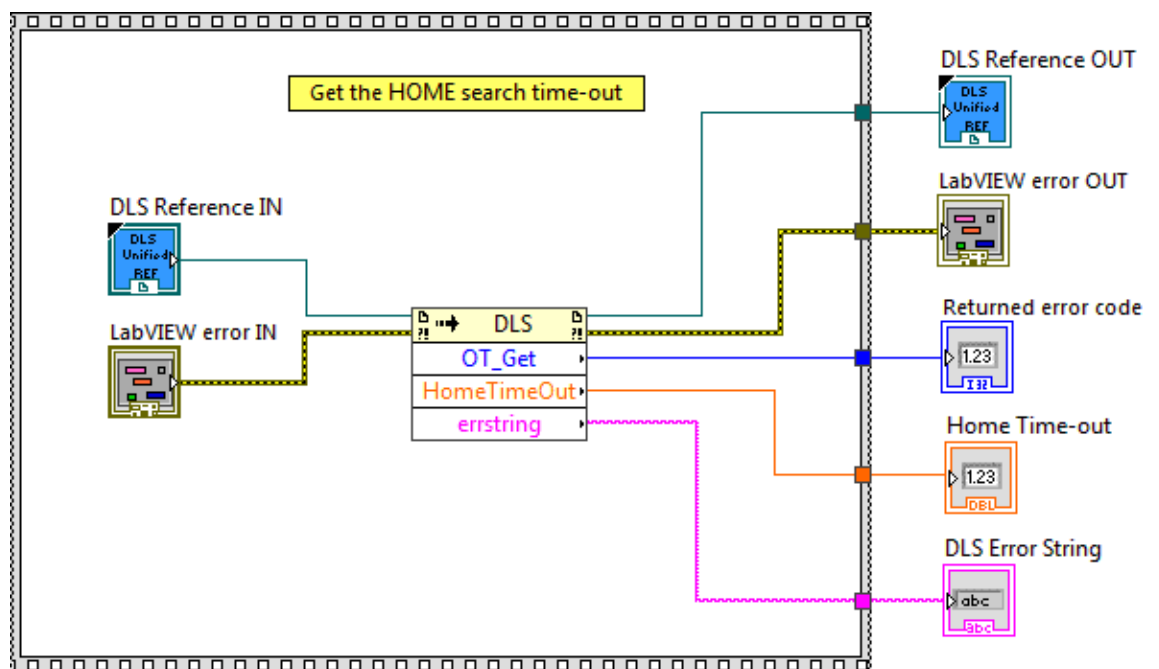 Get the HOME search time-out
DLS Reference IN
DLS
Unified
REF
LabVIEW error IN
?!
DLS
?!
OT_Get
HomeTimeOut
errstring
DLS Reference OUT
DLS
Unified
REF
LabVIEW error OUT
Returned error code
1.23
I32
Home Time-out
1.23
DBL
DLS Error String
abc
abc